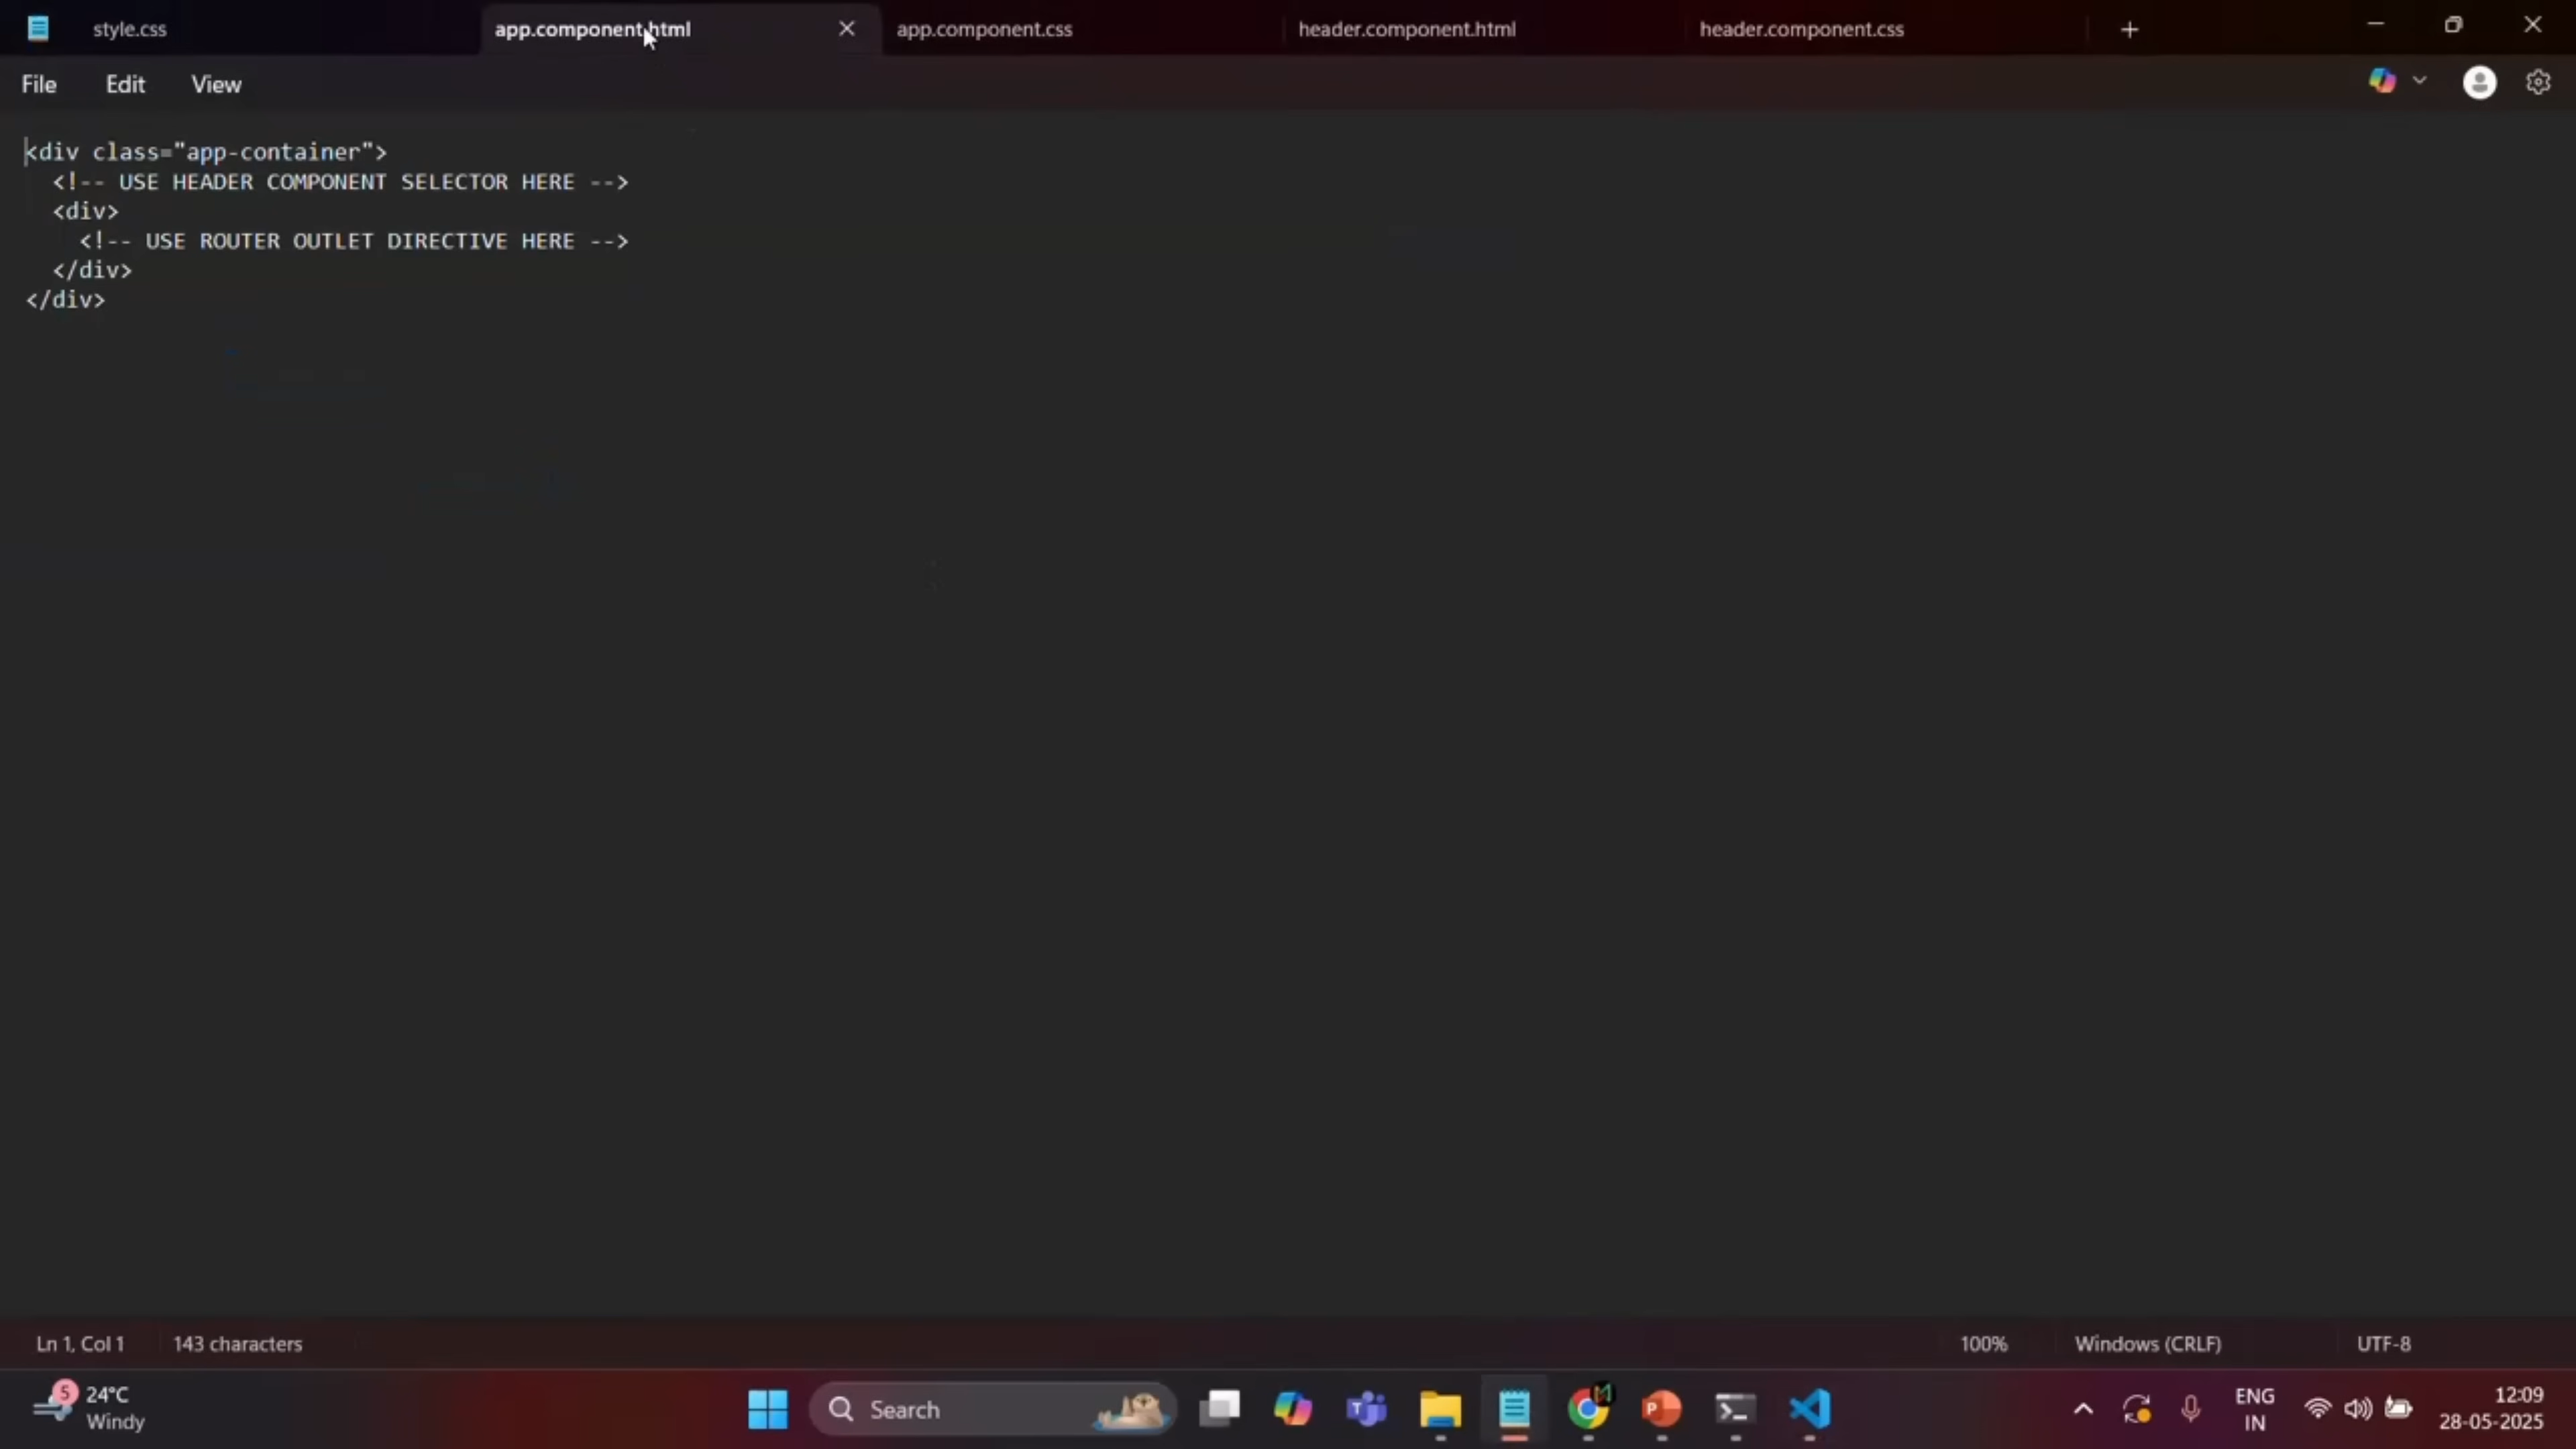 style.css
app.component.html
app.component.css
header.component.html
header.component.css
File
Edit
View
<div class="app-container">
  <!-- USE HEADER COMPONENT SELECTOR HERE -->
  <div>
    <!-- USE ROUTER OUTLET DIRECTIVE HERE -->
  </div>
</div>
Ln 1, Col 1
143 characters
100%
Windows (CRLF)
UTF-8
5
24°C
Windy
Search
ENG
IN
12:09
28-05-2025